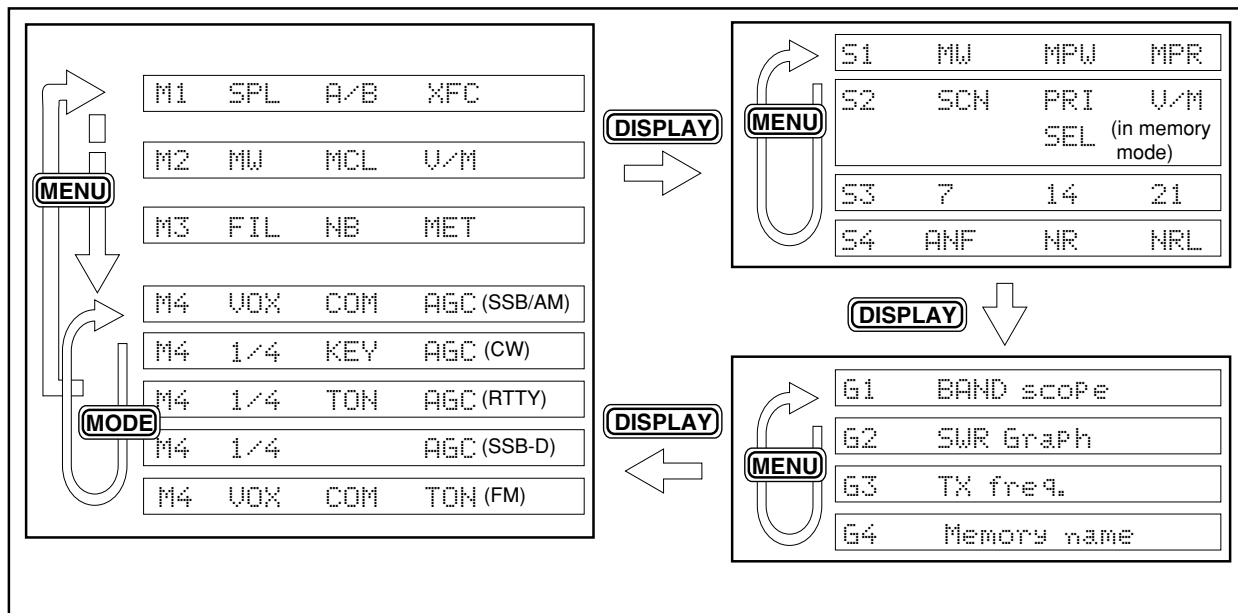 M1 SPL A/B XFC
M2 MW MCL V/M
MENU
M3 FIL NB MET
M4 VOX COM AGC (SSB/AM)
M4 1/4 KEY AGC (CW)
M4 1/4 TON AGC (RTTY)
MODE
M4 1/4 AGC (SSB-D)
M4 VOX COM TON (FM)
DISPLAY
S1 MW MPW MPR
S2 SCN PRI V/M
SEL (in memory
mode)
MENU
S3 7 14 21
S4 ANF NR NRL
DISPLAY
G1 BAND scope
G2 SWR Graph
MENU
G3 TX freq.
G4 Memory name
DISPLAY